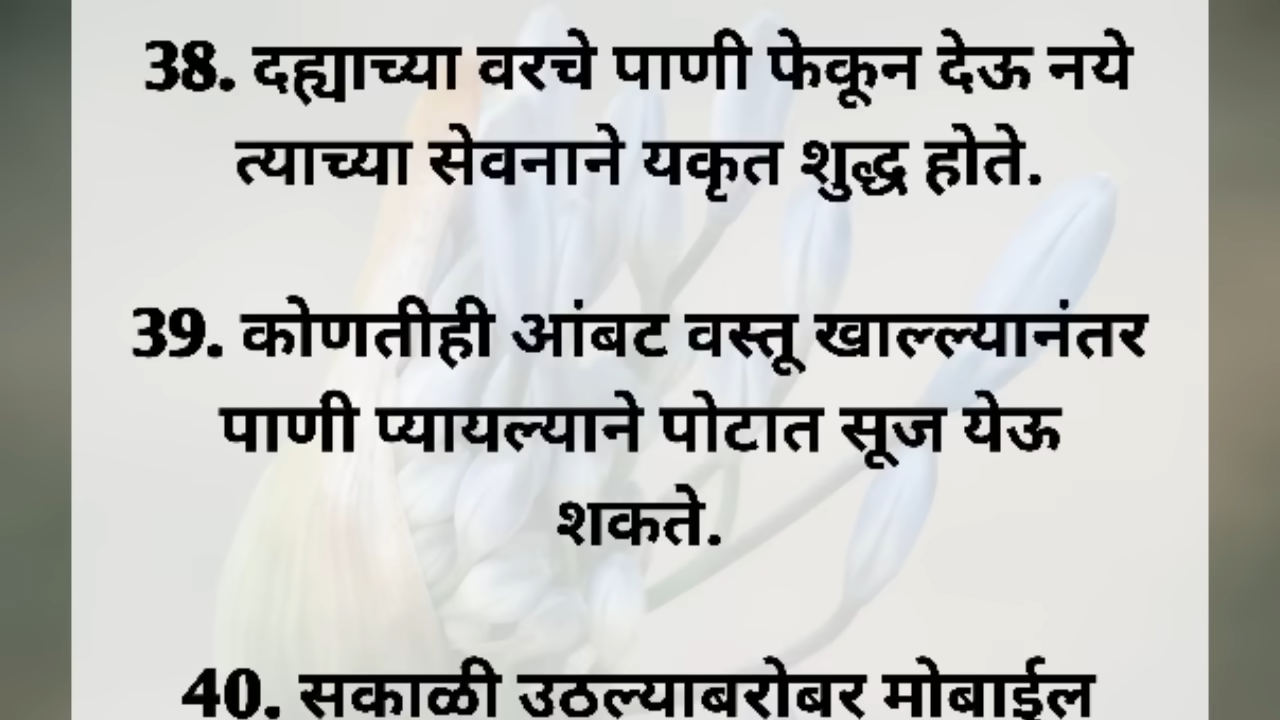 38. दह्याच्या वरचे पाणी फेकून देऊ नये
त्याच्या सेवनाने यकृत शुद्ध होते.
39. कोणतीही आंबट वस्तू खाल्ल्यानंतर
पाणी प्यायल्याने पोटात सूज येऊ
शकते.
40. सकाळी उठल्याबरोबर मोबाईल